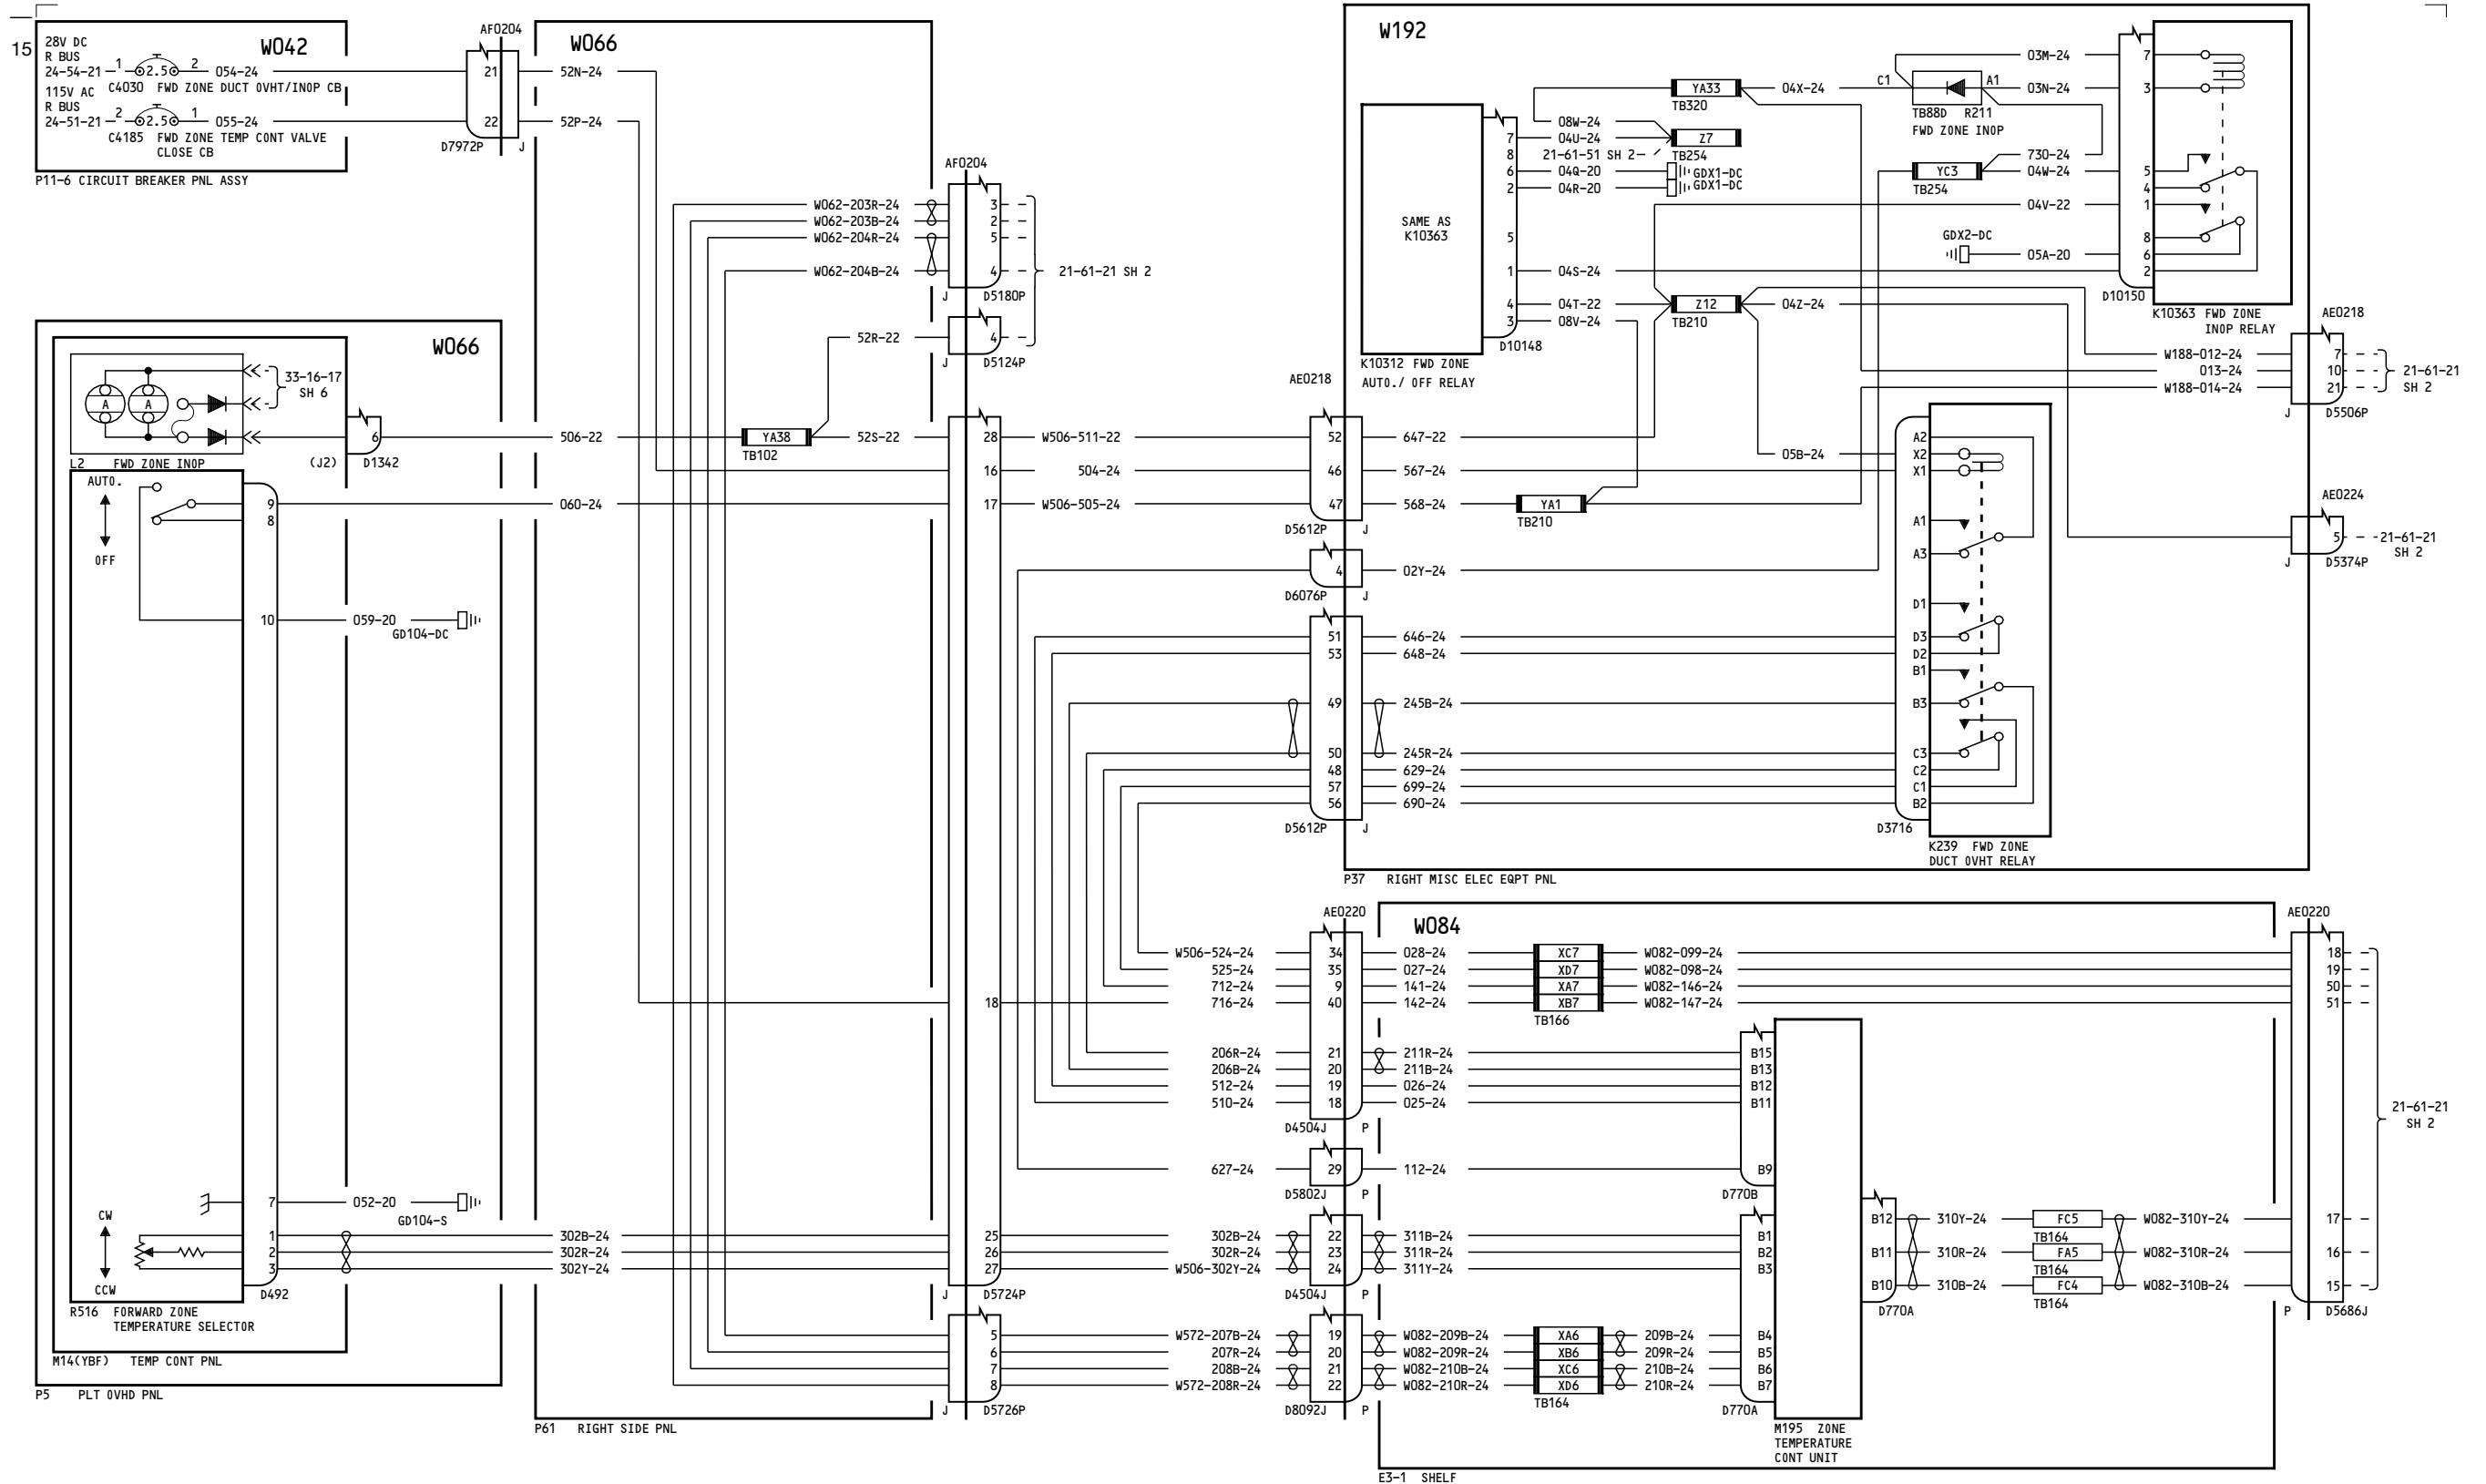 15
W042
28V DC
R BUS
24-54-21
1
2.5
2
054-24
C4030 FWD ZONE DUCT OVHT/INOP CB
115V AC
R BUS
24-51-21
2
2.5
1
055-24
C4185 FWD ZONE TEMP CONT VALVE
CLOSE CB
P11-6 CIRCUIT BREAKER PNL ASSY
AF0204
21
22
D7972P
J
W066
52N-24
52P-24
AF0204
W062-203R-24
3
W062-203B-24
2
W062-204R-24
5
W062-204B-24
4
21-61-21 SH 2
J
D5180P
52R-22
4
J
D5124P
W066
A
A
33-16-17
SH 6
6
L2 FWD ZONE INOP
(J2)
D1342
506-22
YA38
TB102
52S-22
28
W506-511-22
16
504-24
AUTO.
OFF
9
8
060-24
17
W506-505-24
10
059-20
GD104-DC
18
7
052-20
GD104-S
CW
CCW
1
2
3
302B-24
302R-24
302Y-24
25
26
27
D492
R516 FORWARD ZONE
TEMPERATURE SELECTOR
M14(YBF) TEMP CONT PNL
P5 PLT OVHD PNL
J
D5724P
5
6
7
8
J
D5726P
P61 RIGHT SIDE PNL
W192
SAME AS
K10363
K10312 FWD ZONE
AUTO./ OFF RELAY
7
8
6
2
5
1
4
3
D10148
08W-24
04U-24
21-61-51 SH 2
04Q-20
04R-20
04S-24
04T-22
08V-24
YA33
TB320
Z7
TB254
GDX1-DC
GDX1-DC
04X-24
C1
A1
TB88D R211
FWD ZONE INOP
03M-24
03N-24
730-24
04W-24
YC3
TB254
04V-22
GDX2-DC
05A-20
Z12
TB210
04Z-24
7
3
5
4
1
8
6
2
D10150
K10363 FWD ZONE
INOP RELAY
AE0218
W188-012-24
7
013-24
10
W188-014-24
21
21-61-21
SH 2
J
D5506P
AE0218
52
647-22
46
567-24
47
568-24
YA1
TB210
05B-24
D5612P
J
4
02Y-24
D6076P
J
51
646-24
53
648-24
49
245B-24
50
245R-24
48
629-24
57
699-24
56
690-24
D5612P
J
A2
X2
X1
A1
A3
D1
D3
D2
B1
B3
C3
C2
C1
B2
D3716
K239 FWD ZONE
DUCT OVHT RELAY
AE0224
5
21-61-21
SH 2
J
D5374P
P37 RIGHT MISC ELEC EQPT PNL
AE0220
W084
W506-524-24
34
028-24
XC7
W082-099-24
525-24
35
027-24
XD7
W082-098-24
712-24
9
141-24
XA7
W082-146-24
716-24
40
142-24
XB7
W082-147-24
TB166
206R-24
21
211R-24
B15
206B-24
20
211B-24
B13
512-24
19
026-24
B12
510-24
18
025-24
B11
D4504J
P
627-24
29
112-24
B9
D5802J
P
D770B
302B-24
22
311B-24
B1
302R-24
23
311R-24
B2
W506-302Y-24
24
311Y-24
B3
D4504J
P
W572-207B-24
19
W082-209B-24
XA6
209B-24
B4
207R-24
20
W082-209R-24
XB6
209R-24
B5
208B-24
21
W082-210B-24
XC6
210B-24
B6
W572-208R-24
22
W082-210R-24
XD6
210R-24
B7
D8092J
P
TB164
D770A
M195 ZONE
TEMPERATURE
CONT UNIT
E3-1 SHELF
B12
310Y-24
FC5
TB164
W082-310Y-24
B11
310R-24
FA5
TB164
W082-310R-24
B10
310B-24
FC4
TB164
W082-310B-24
D770A
AE0220
18
19
50
51
17
16
15
21-61-21
SH 2
P
D5686J